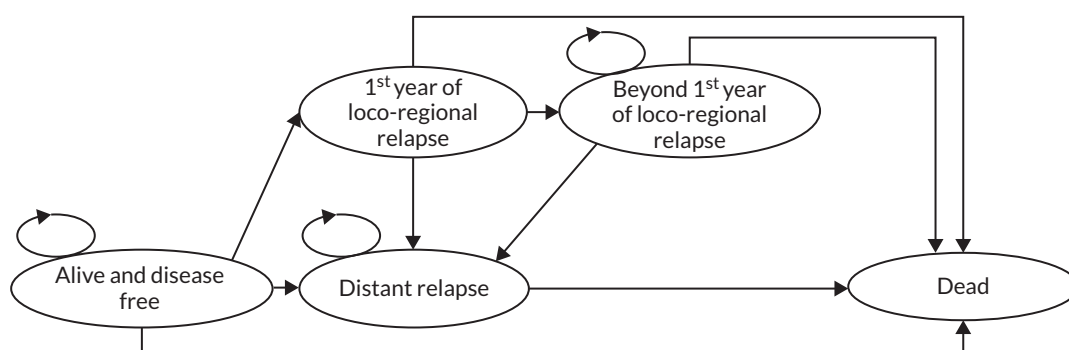 1st year of
loco-regional
relapse
Beyond 1st year
of loco-regional
relapse
Alive and disease
free
Distant relapse
Dead